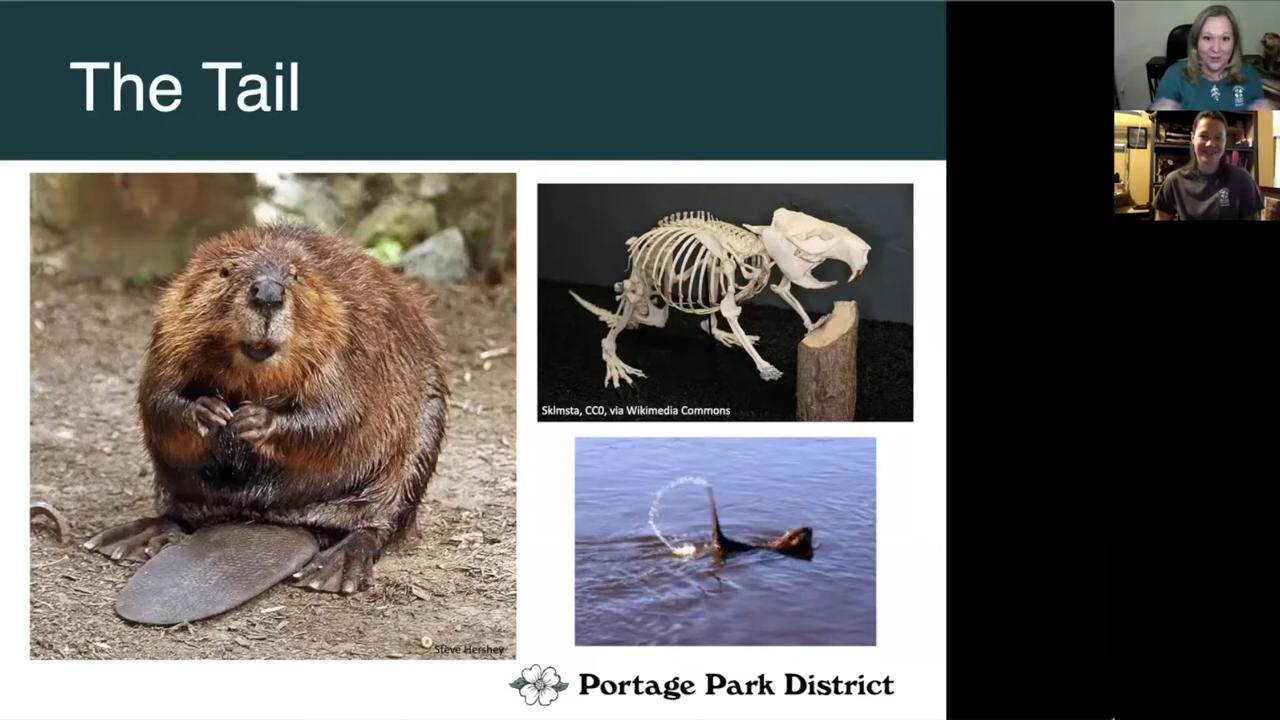 The Tail
Steve Hershey
Sklmsta, CC0, via Wikimedia Commons
Portage Park District